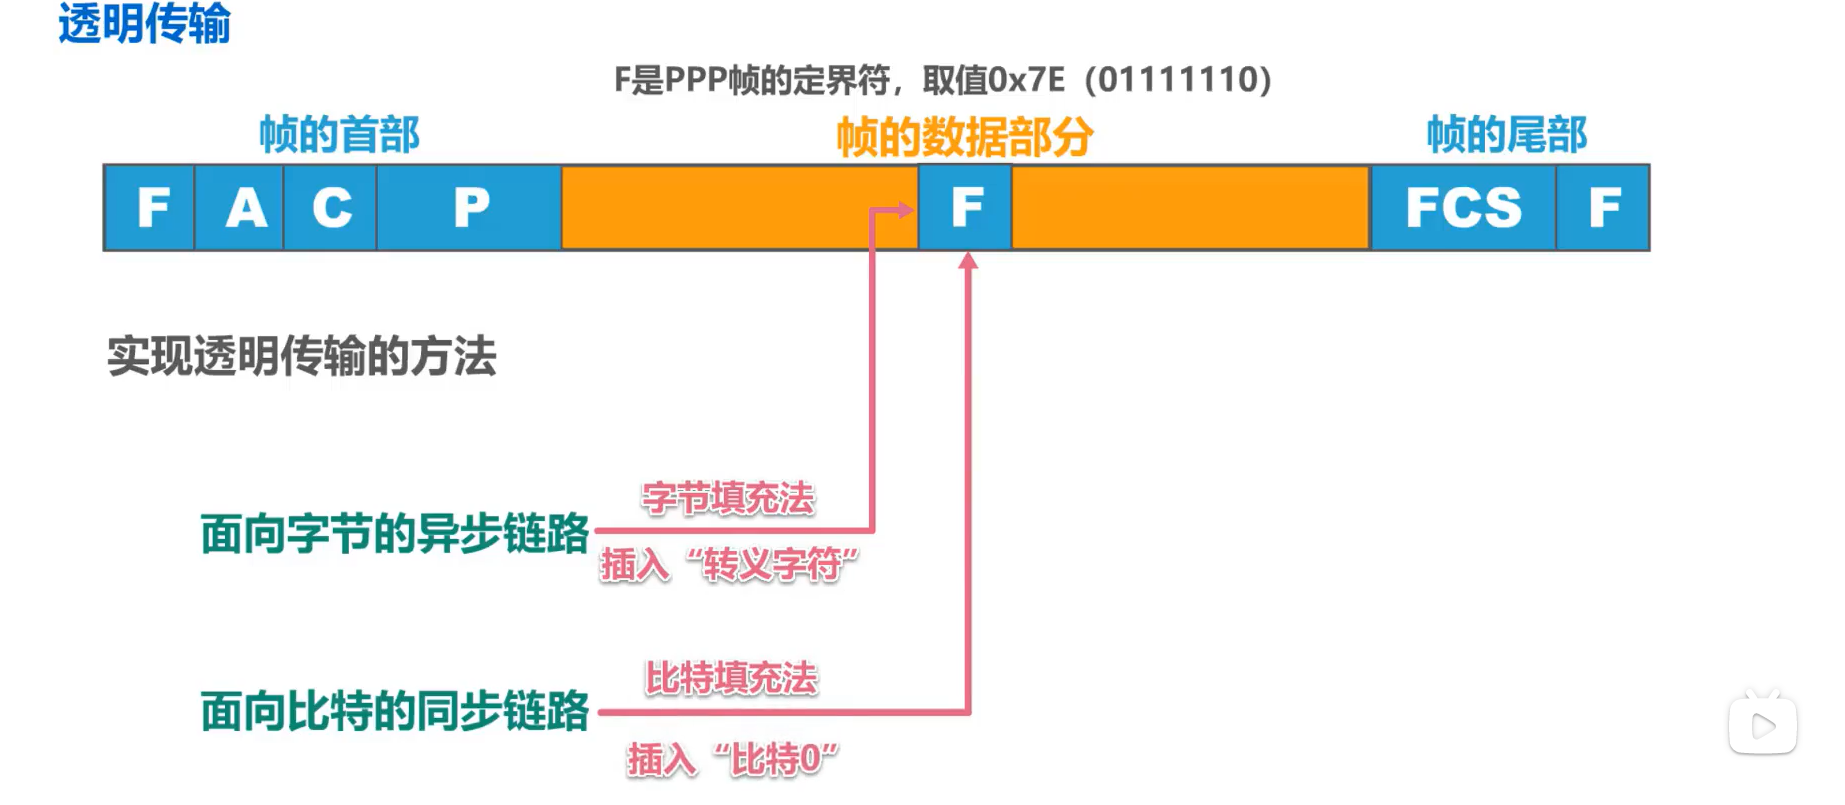 透明传输
F是PPP帧的定界符，取值0x7E（01111110）
帧的首部
帧的数据部分
帧的尾部
F A C P F FCS F
实现透明传输的方法
字节填充法
面向字节的异步链路
插入“转义字符”
比特填充法
面向比特的同步链路
插入“比特0”